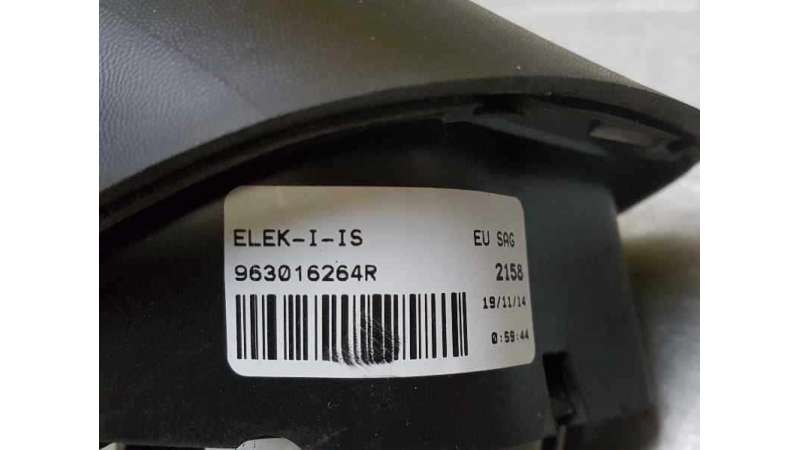 ELEK-I-IS EU SAG
963016264R 2158
19/11/14
0:59:44